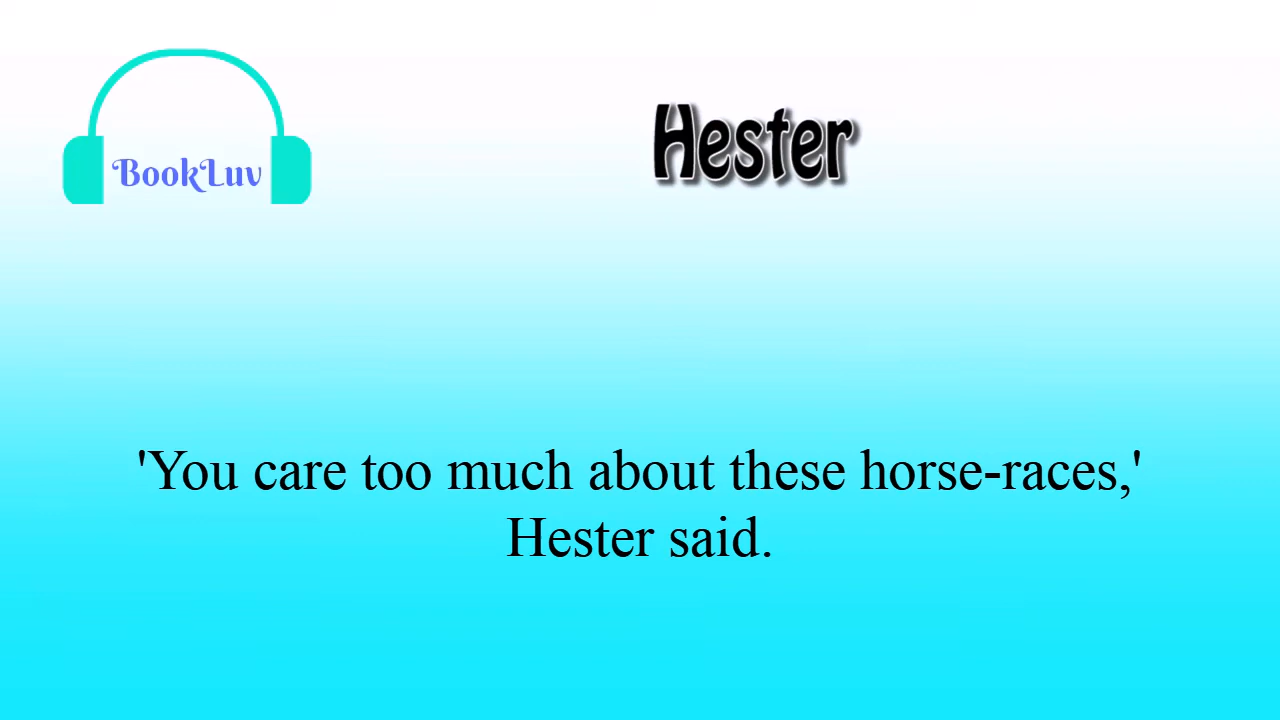 BookLuv
Hester
'You care too much about these horse-races,'
Hester said.